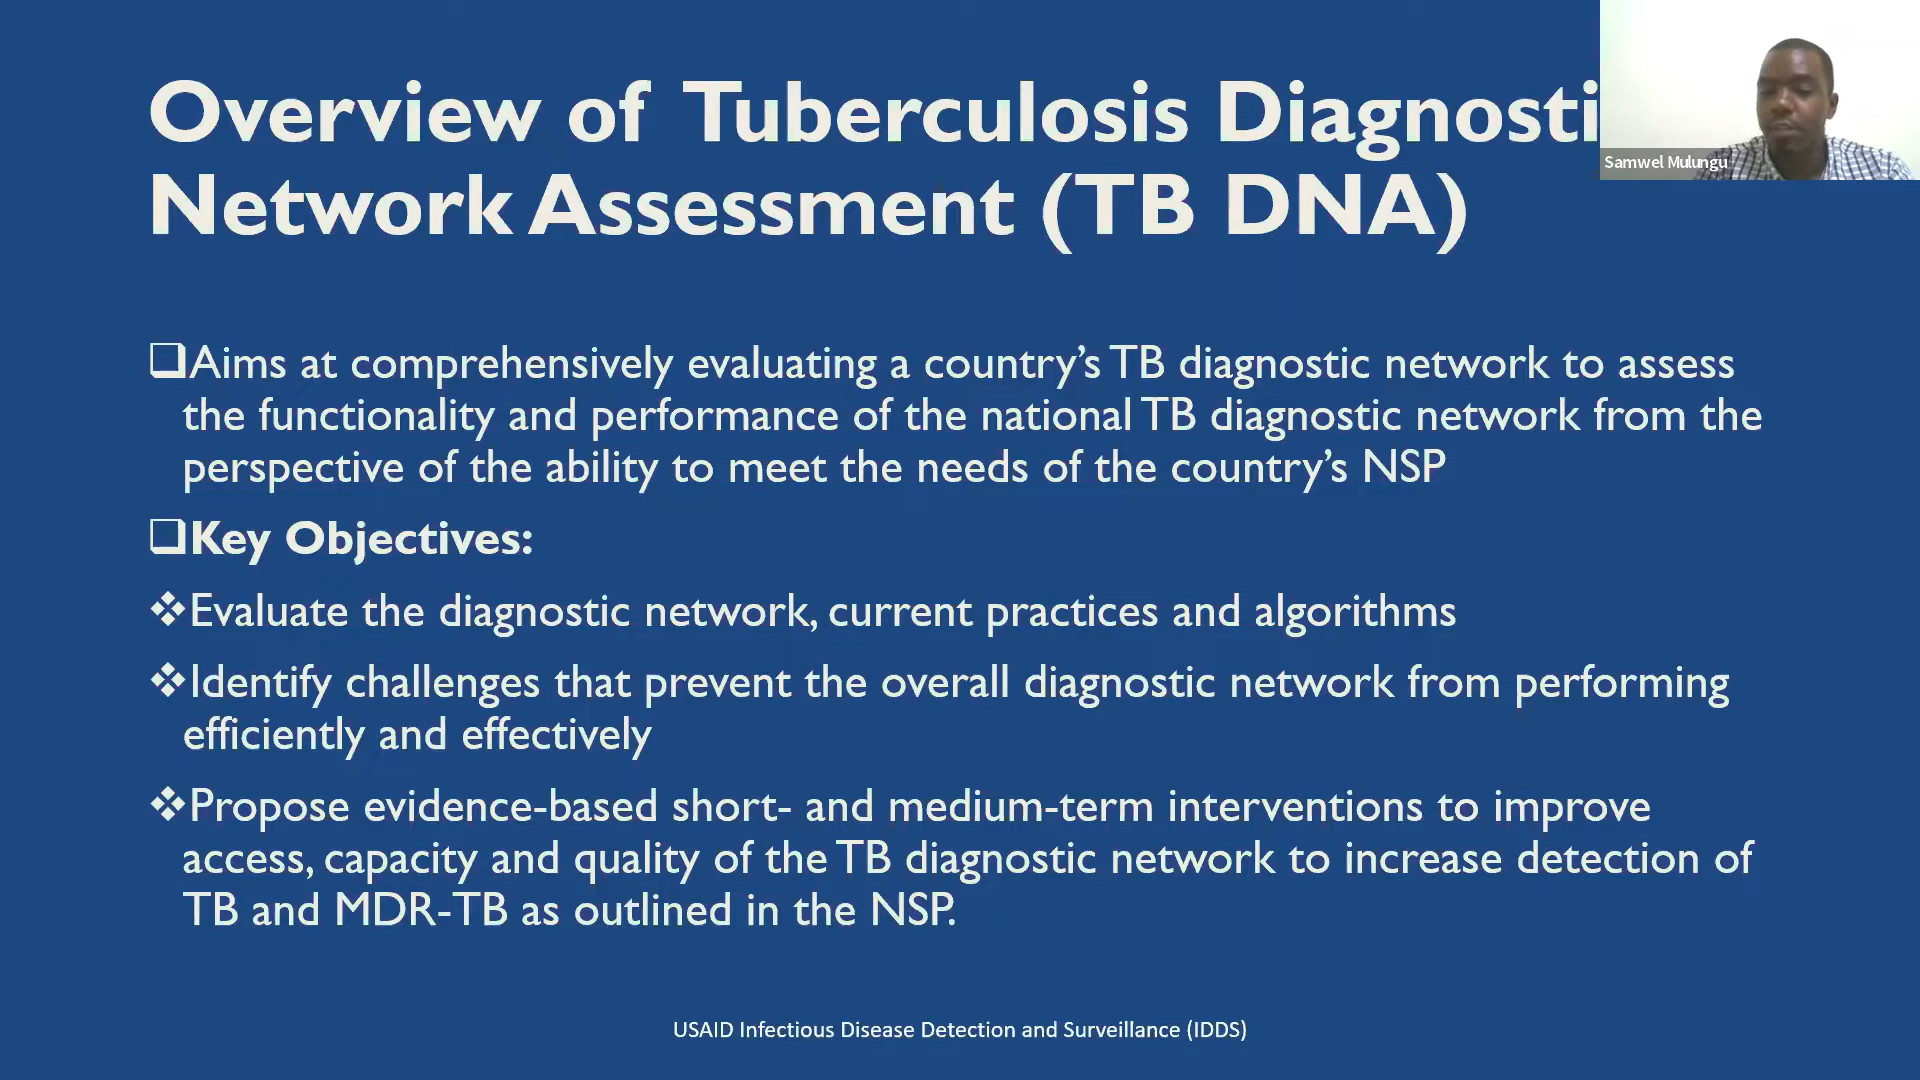 Overview of Tuberculosis Diagnosti
Network Assessment (TB DNA)
Samwel Mulungu
❑Aims at comprehensively evaluating a country’s TB diagnostic network to assess
the functionality and performance of the national TB diagnostic network from the
perspective of the ability to meet the needs of the country’s NSP
❑Key Objectives:
❖Evaluate the diagnostic network, current practices and algorithms
❖Identify challenges that prevent the overall diagnostic network from performing
efficiently and effectively
❖Propose evidence-based short- and medium-term interventions to improve
access, capacity and quality of the TB diagnostic network to increase detection of
TB and MDR-TB as outlined in the NSP.
USAID Infectious Disease Detection and Surveillance (IDDS)